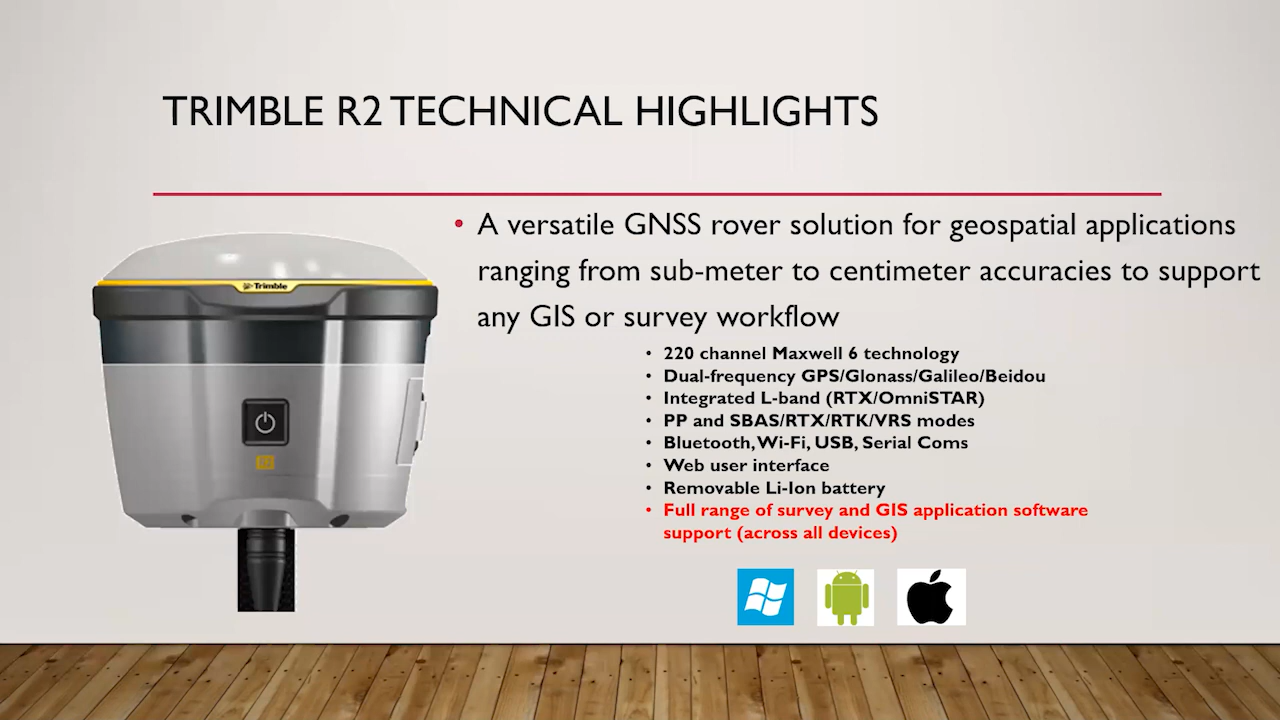 TRIMBLE R2 TECHNICAL HIGHLIGHTS
• A versatile GNSS rover solution for geospatial applications
ranging from sub-meter to centimeter accuracies to support
any GIS or survey workflow
• 220 channel Maxwell 6 technology
• Dual-frequency GPS/Glonass/Galileo/Beidou
• Integrated L-band (RTX/OmniSTAR)
• PP and SBAS/RTX/RTK/VRS modes
• Bluetooth, Wi-Fi, USB, Serial Coms
• Web user interface
• Removable Li-Ion battery
• Full range of survey and GIS application software
support (across all devices)
Trimble
R2